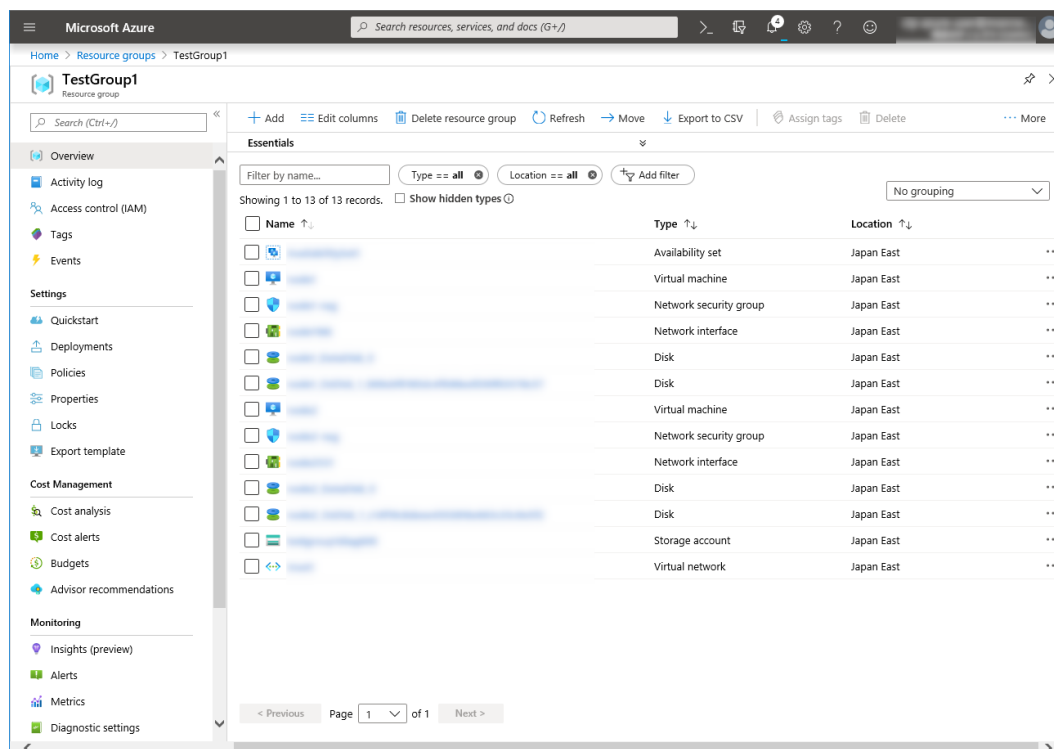 Microsoft Azure
Search resources, services, and docs (G+/)
4
Home > Resource groups > TestGroup1
TestGroup1
Resource group
Search (Ctrl+/)
Overview
Activity log
Access control (IAM)
Tags
Events
Settings
Quickstart
Deployments
Policies
Properties
Locks
Export template
Cost Management
Cost analysis
Cost alerts
Budgets
Advisor recommendations
Monitoring
Insights (preview)
Alerts
Metrics
Diagnostic settings
Add Edit columns Delete resource group Refresh Move Export to CSV Assign tags Delete ··· More
Essentials
Filter by name... Type == all Location == all Add filter
Showing 1 to 13 of 13 records. Show hidden types
No grouping
Name ↑↓ Type ↑↓ Location ↑↓
Availability set Japan East
Virtual machine Japan East
Network security group Japan East
Network interface Japan East
Disk Japan East
Disk Japan East
Virtual machine Japan East
Network security group Japan East
Network interface Japan East
Disk Japan East
Disk Japan East
Storage account Japan East
Virtual network Japan East
< Previous Page 1 of 1 Next >